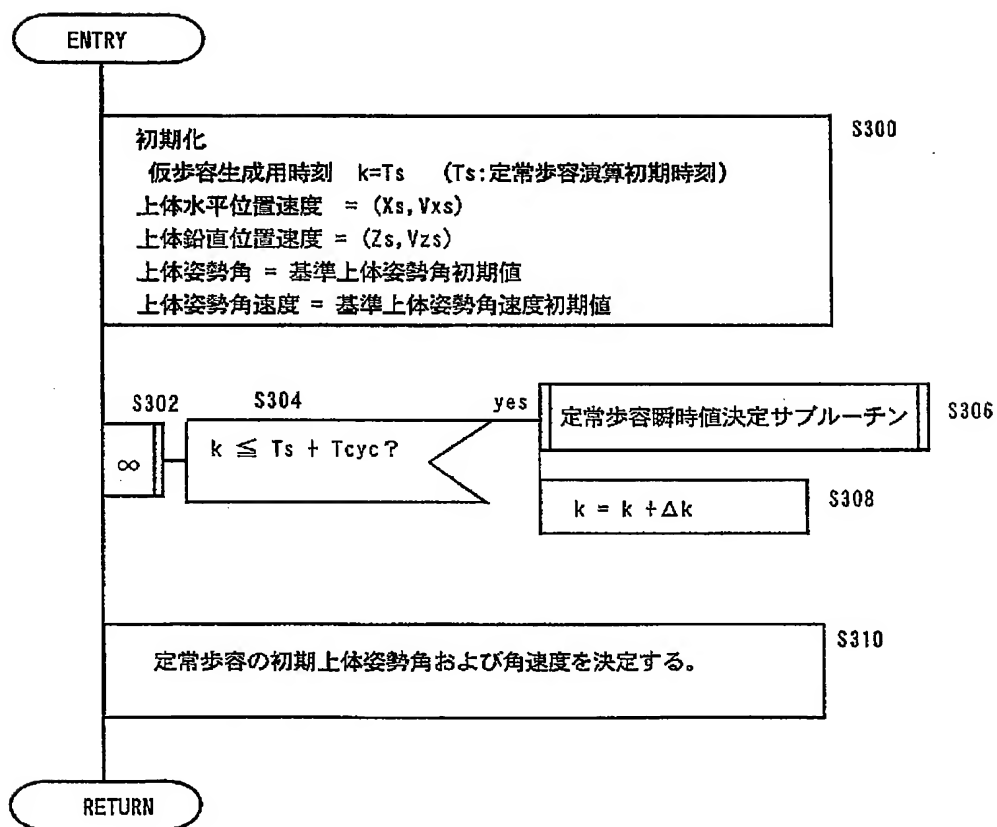 ENTRY
S300
初期化
仮歩容生成用時刻 k=Ts (Ts:定常歩容演算初期時刻)
上体水平位置速度 = (Xs,Vxs)
上体鉛直位置速度 = (Zs,Vzs)
上体姿勢角 = 基準上体姿勢角初期値
上体姿勢角速度 = 基準上体姿勢角速度初期値
S302
∞
S304
k ≦ Ts + Tcyc?
yes
定常歩容瞬時値決定サブルーチン
S306
k = k +Δk
S308
S310
定常歩容の初期上体姿勢角および角速度を決定する。
RETURN